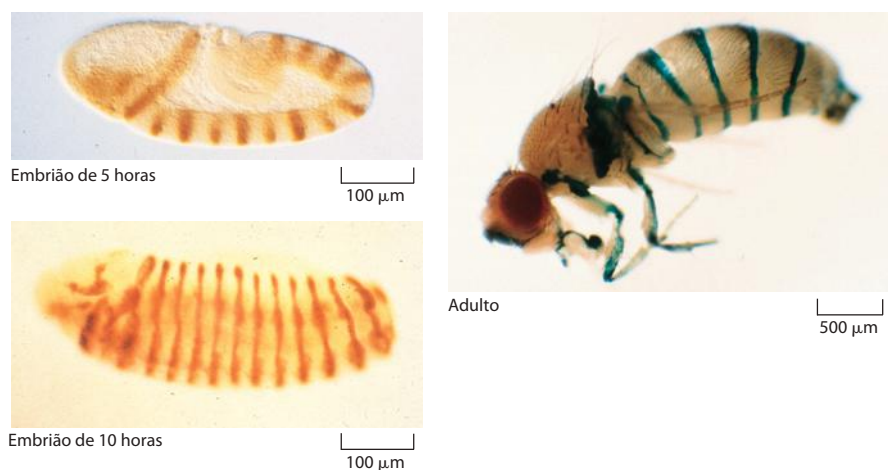 Embrião de 5 horas
100 μm
Embrião de 10 horas
100 μm
Adulto
500 μm